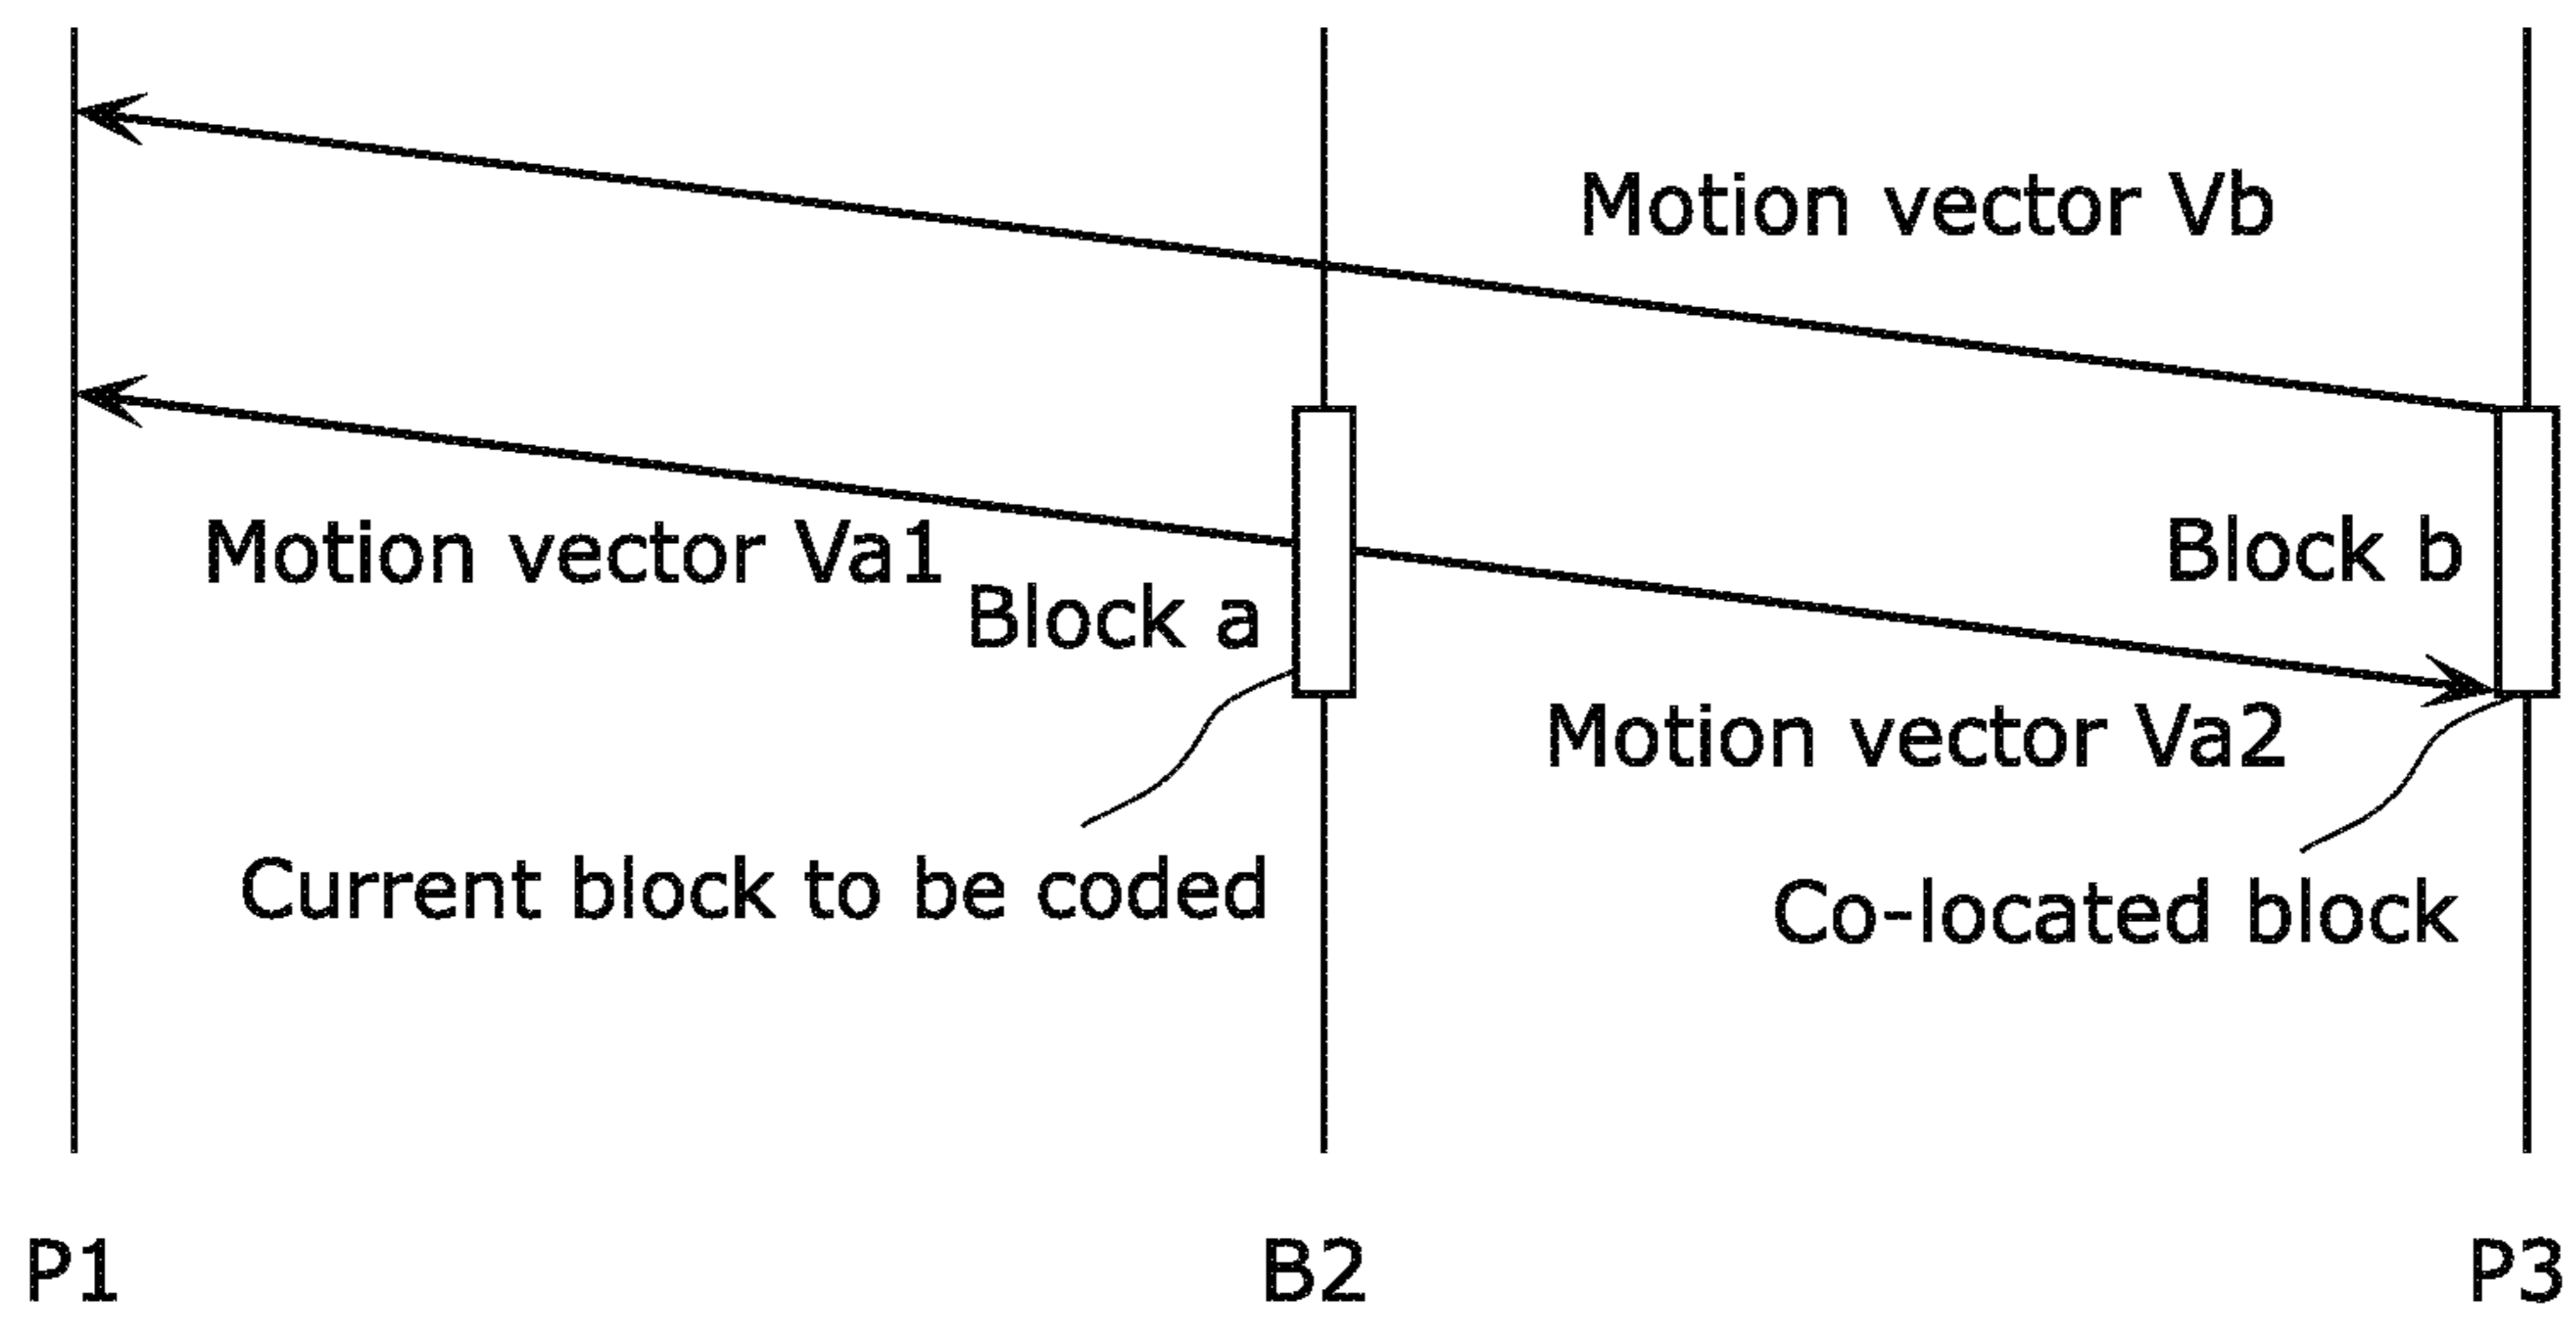 Motion vector Vb
Motion vector Va1
Block b
Block a
Motion vector Va2
Current block to be coded
Co-located block
P1
B2
P3